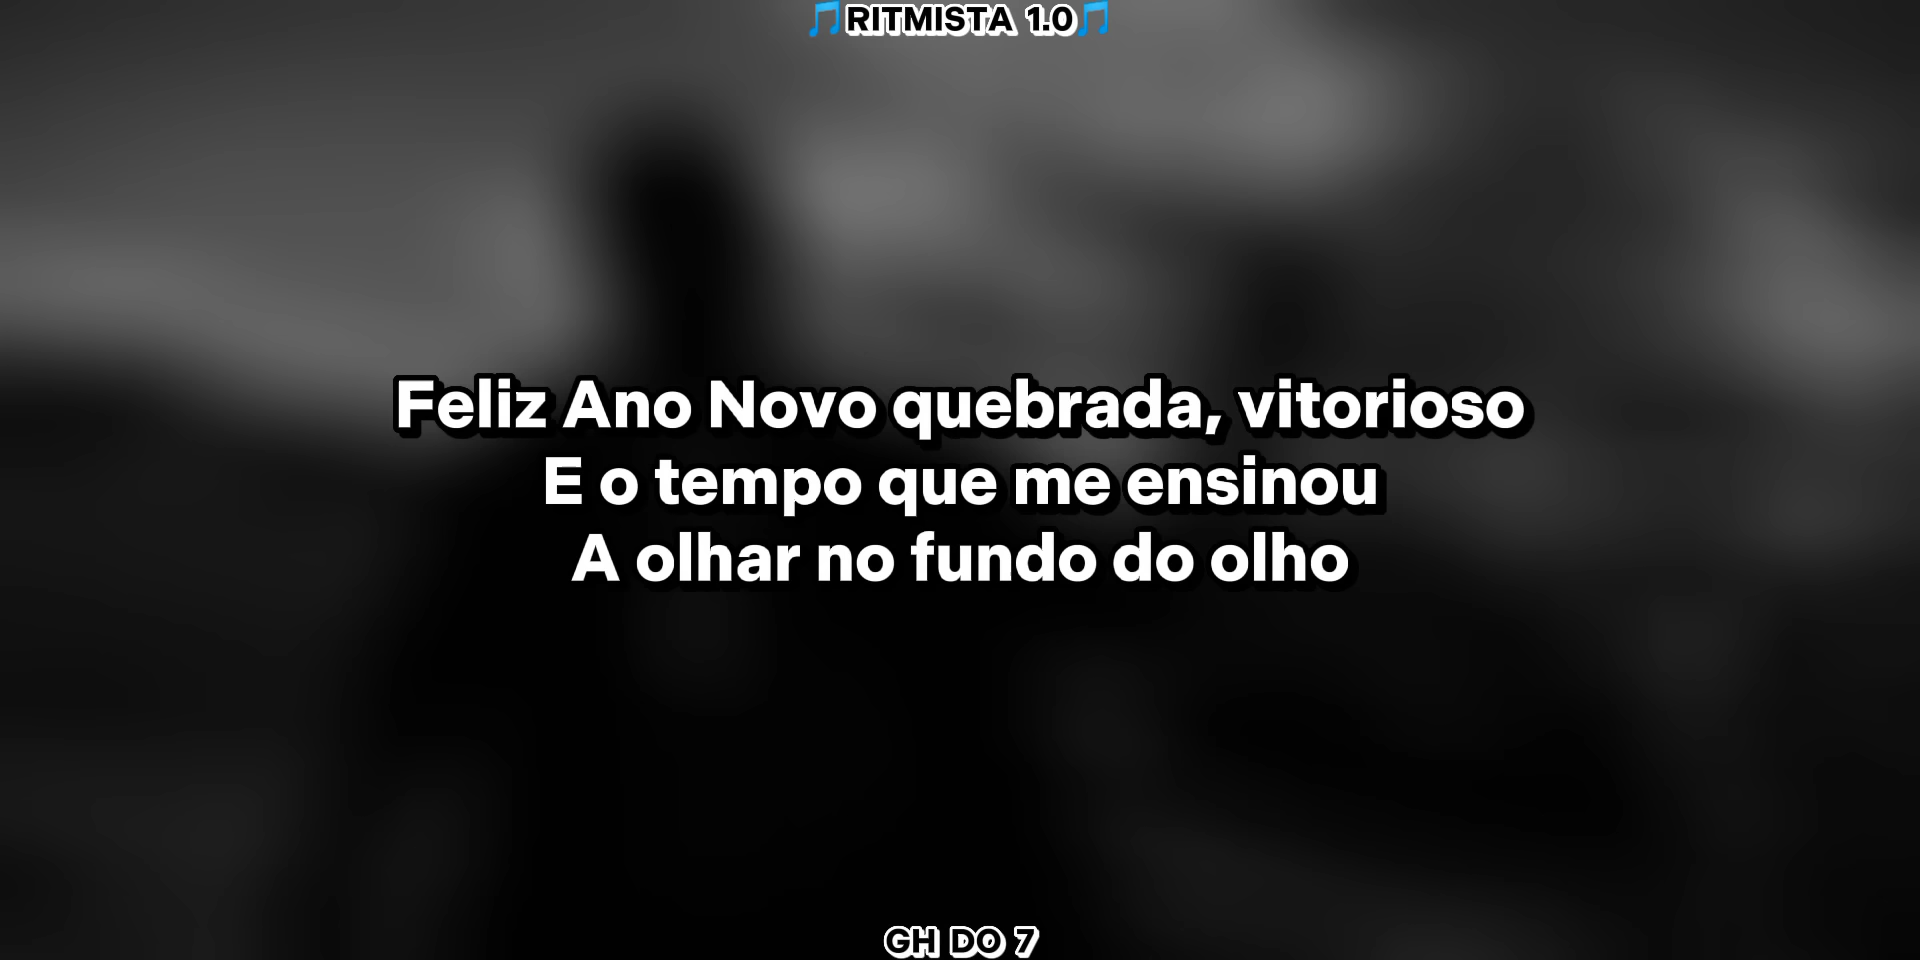 🎵RITMISTA 1.0🎵
Feliz Ano Novo quebrada, vitorioso
E o tempo que me ensinou
A olhar no fundo do olho
GH DO 7